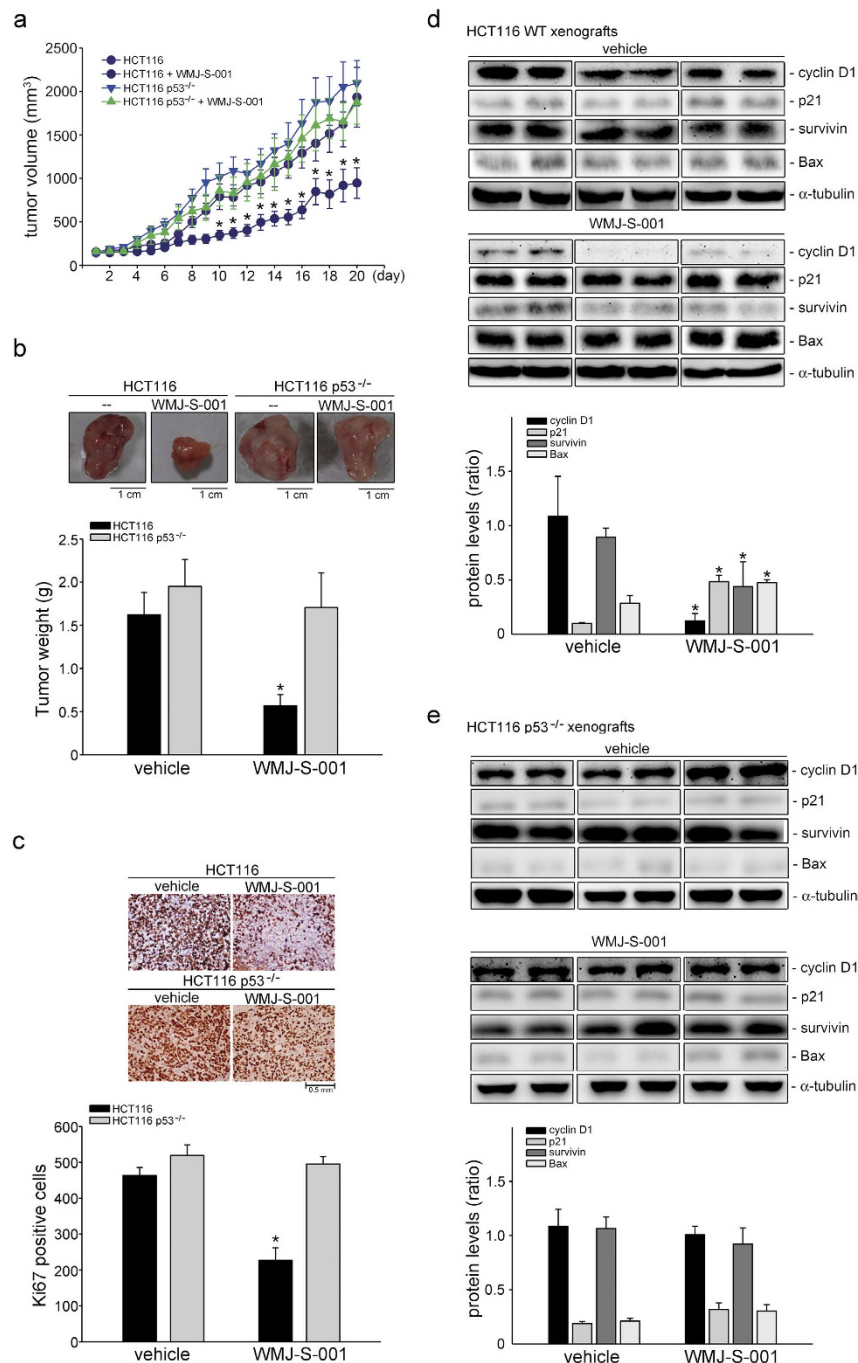 a
HCT116
HCT116 + WMJ-S-001
HCT116 p53-/-
HCT116 p53-/- + WMJ-S-001
tumor volume (mm3)
2500
2000
1500
1000
500
0
* * * * * * * * * * *
2 4 6 8 10 12 14 16 18 20 (day)
b
HCT116 HCT116 p53-/-
-- WMJ-S-001 -- WMJ-S-001
1 cm 1 cm 1 cm 1 cm
HCT116
HCT116 p53-/-
Tumor weight (g)
2.5
2.0
1.5
1.0
0.5
0
*
vehicle WMJ-S-001
c
HCT116
vehicle WMJ-S-001
HCT116 p53-/-
vehicle WMJ-S-001
0.5 mm
HCT116
HCT116 p53-/-
Ki67 positive cells
600
500
400
300
200
100
0
*
vehicle WMJ-S-001
d
HCT116 WT xenografts
vehicle
- cyclin D1
- p21
- survivin
- Bax
- α-tubulin
WMJ-S-001
- cyclin D1
- p21
- survivin
- Bax
- α-tubulin
cyclin D1
p21
survivin
Bax
protein levels (ratio)
1.5
1.0
0.5
0
* * * *
vehicle WMJ-S-001
e
HCT116 p53-/- xenografts
vehicle
- cyclin D1
- p21
- survivin
- Bax
- α-tubulin
WMJ-S-001
- cyclin D1
- p21
- survivin
- Bax
- α-tubulin
cyclin D1
p21
survivin
Bax
protein levels (ratio)
1.5
1.0
0.5
0
vehicle WMJ-S-001